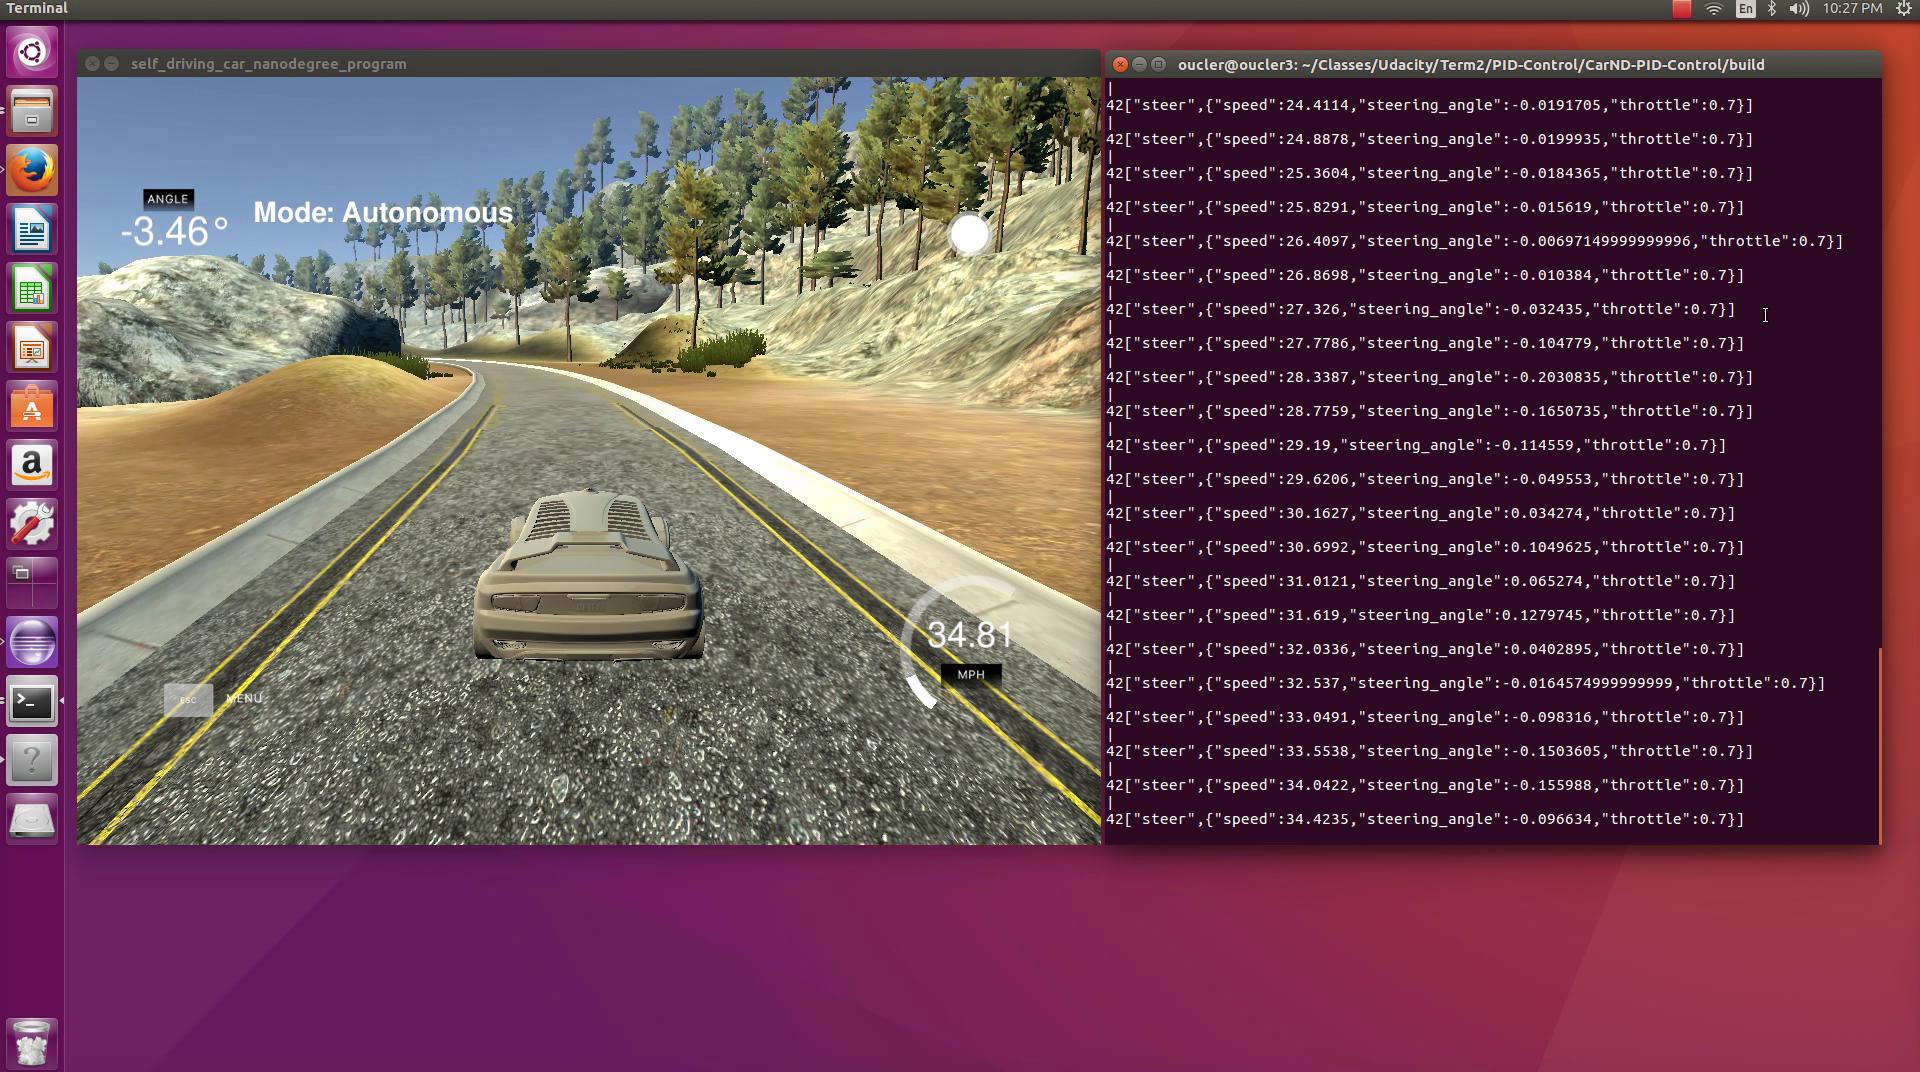 Terminal
En
10:27 PM
self_driving_car_nanodegree_program
ANGLE
-3.46°
Mode: Autonomous
34.81
MPH
ESC
MENU
oucler@oucler3: ~/Classes/Udacity/Term2/PID-Control/CarND-PID-Control/build
|
42["steer",{"speed":24.4114,"steering_angle":-0.0191705,"throttle":0.7}]
|
42["steer",{"speed":24.8878,"steering_angle":-0.0199935,"throttle":0.7}]
|
42["steer",{"speed":25.3604,"steering_angle":-0.0184365,"throttle":0.7}]
|
42["steer",{"speed":25.8291,"steering_angle":-0.015619,"throttle":0.7}]
|
42["steer",{"speed":26.4097,"steering_angle":-0.00697149999999996,"throttle":0.7}]
|
42["steer",{"speed":26.8698,"steering_angle":-0.010384,"throttle":0.7}]
|
42["steer",{"speed":27.326,"steering_angle":-0.032435,"throttle":0.7}]
|
42["steer",{"speed":27.7786,"steering_angle":-0.104779,"throttle":0.7}]
|
42["steer",{"speed":28.3387,"steering_angle":-0.2030835,"throttle":0.7}]
|
42["steer",{"speed":28.7759,"steering_angle":-0.1650735,"throttle":0.7}]
|
42["steer",{"speed":29.19,"steering_angle":-0.114559,"throttle":0.7}]
|
42["steer",{"speed":29.6206,"steering_angle":-0.049553,"throttle":0.7}]
|
42["steer",{"speed":30.1627,"steering_angle":0.034274,"throttle":0.7}]
|
42["steer",{"speed":30.6992,"steering_angle":0.1049625,"throttle":0.7}]
|
42["steer",{"speed":31.0121,"steering_angle":0.065274,"throttle":0.7}]
|
42["steer",{"speed":31.619,"steering_angle":0.1279745,"throttle":0.7}]
|
42["steer",{"speed":32.0336,"steering_angle":0.0402895,"throttle":0.7}]
|
42["steer",{"speed":32.537,"steering_angle":-0.0164574999999999,"throttle":0.7}]
|
42["steer",{"speed":33.0491,"steering_angle":-0.098316,"throttle":0.7}]
|
42["steer",{"speed":33.5538,"steering_angle":-0.1503605,"throttle":0.7}]
|
42["steer",{"speed":34.0422,"steering_angle":-0.155988,"throttle":0.7}]
|
42["steer",{"speed":34.4235,"steering_angle":-0.096634,"throttle":0.7}]